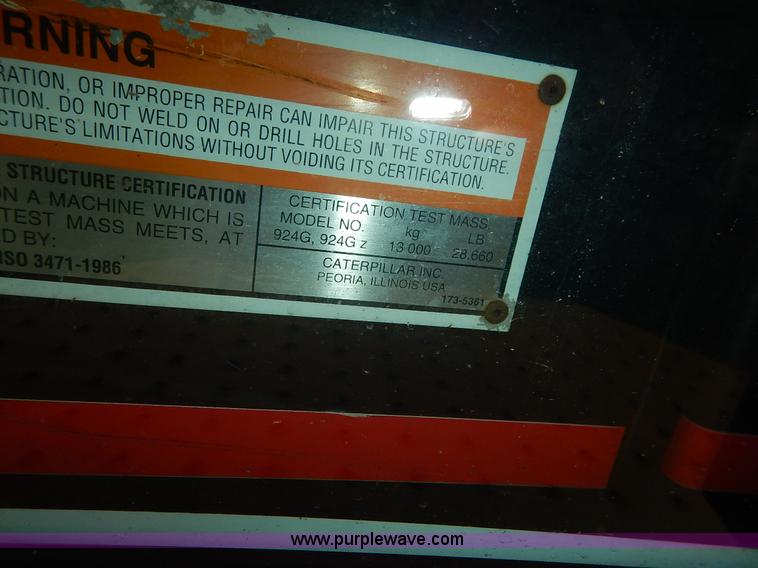 RNING
RATION, OR IMPROPER REPAIR CAN IMPAIR THIS STRUCTURE'S
TION. DO NOT WELD ON OR DRILL HOLES IN THE STRUCTURE.
CTURE'S LIMITATIONS WITHOUT VOIDING ITS CERTIFICATION.
STRUCTURE CERTIFICATION
ON A MACHINE WHICH IS
TEST MASS MEETS, AT
D BY:
ISO 3471-1986
CERTIFICATION TEST MASS
MODEL NO. kg LB
924G, 924G z 13 000 28,660
CATERPILLAR INC.
PEORIA, ILLINOIS USA
173-5361
www.purplewave.com